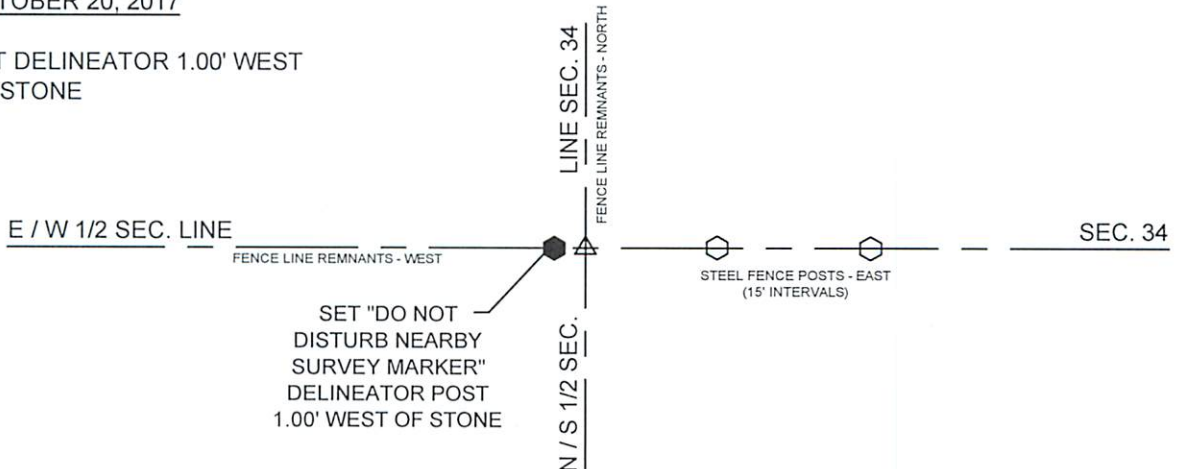 20, 2017
DELINEATOR 1.00' WEST
STONE
LINE SEC. 34
FENCE LINE REMNANTS - NORTH
E / W 1/2 SEC. LINE
FENCE LINE REMNANTS - WEST
SEC. 34
STEEL FENCE POSTS - EAST
(15' INTERVALS)
SET "DO NOT
DISTURB NEARBY
SURVEY MARKER"
DELINEATOR POST
1.00' WEST OF STONE
N / S 1/2 SEC.